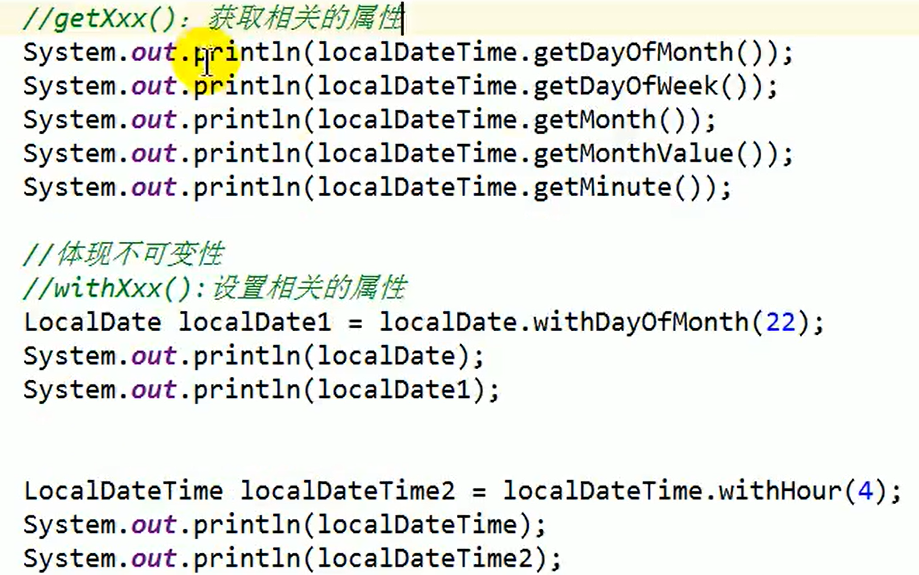 //getXxx()：获取相关的属性
System.out.println(localDateTime.getDayOfMonth());
System.out.println(localDateTime.getDayOfWeek());
System.out.println(localDateTime.getMonth());
System.out.println(localDateTime.getMonthValue());
System.out.println(localDateTime.getMinute());
//体现不可变性
//withXxx():设置相关的属性
LocalDate localDate1 = localDate.withDayOfMonth(22);
System.out.println(localDate);
System.out.println(localDate1);
LocalDateTime localDateTime2 = localDateTime.withHour(4);
System.out.println(localDateTime);
System.out.println(localDateTime2);